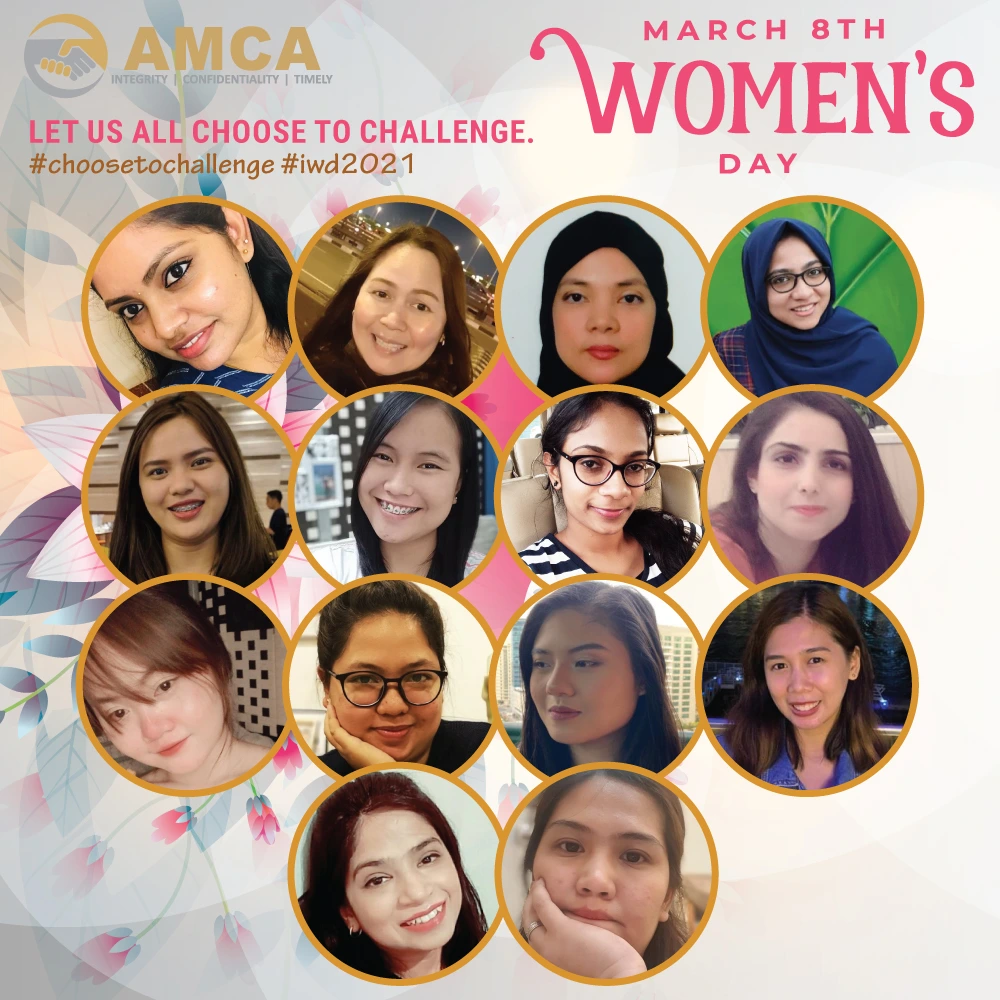 AMCA
INTEGRITY | CONFIDENTIALITY | TIMELY
MARCH 8TH
WOMEN'S
DAY
LET US ALL CHOOSE TO CHALLENGE.
#choosetochallenge #iwd2021